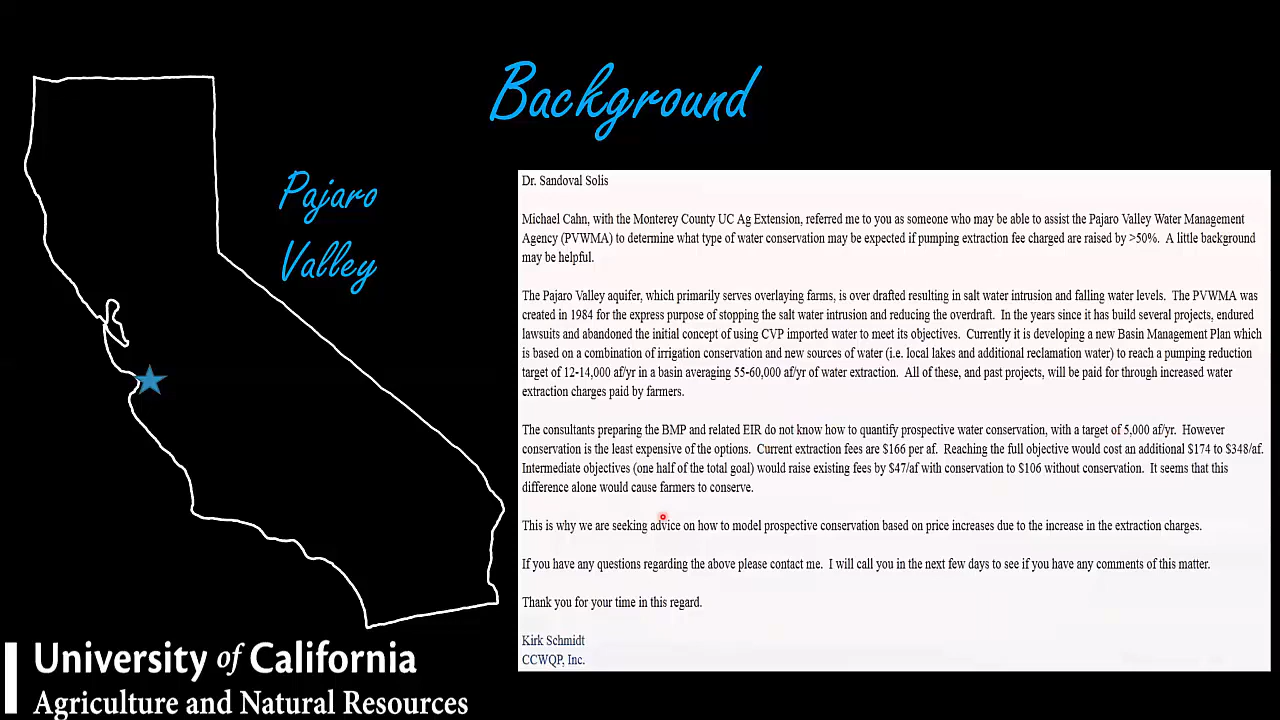 Background
Pajaro
Valley
Dr. Sandoval Solis
Michael Cahn, with the Monterey County UC Ag Extension, referred me to you as someone who may be able to assist the Pajaro Valley Water Management
Agency (PVWMA) to determine what type of water conservation may be expected if pumping extraction fee charged are raised by >50%. A little background
may be helpful.
The Pajaro Valley aquifer, which primarily serves overlaying farms, is over drafted resulting in salt water intrusion and falling water levels. The PVWMA was
created in 1984 for the express purpose of stopping the salt water intrusion and reducing the overdraft. In the years since it has build several projects, endured
lawsuits and abandoned the initial concept of using CVP imported water to meet its objectives. Currently it is developing a new Basin Management Plan which
is based on a combination of irrigation conservation and new sources of water (i.e. local lakes and additional reclamation water) to reach a pumping reduction
target of 12-14,000 af/yr in a basin averaging 55-60,000 af/yr of water extraction. All of these, and past projects, will be paid for through increased water
extraction charges paid by farmers.
The consultants preparing the BMP and related EIR do not know how to quantify prospective water conservation, with a target of 5,000 af/yr. However
conservation is the least expensive of the options. Current extraction fees are $166 per af. Reaching the full objective would cost an additional $174 to $348/af.
Intermediate objectives (one half of the total goal) would raise existing fees by $47/af with conservation to $106 without conservation. It seems that this
difference alone would cause farmers to conserve.
This is why we are seeking advice on how to model prospective conservation based on price increases due to the increase in the extraction charges.
If you have any questions regarding the above please contact me. I will call you in the next few days to see if you have any comments of this matter.
Thank you for your time in this regard.
Kirk Schmidt
CCWQP, Inc.
University of California
Agriculture and Natural Resources